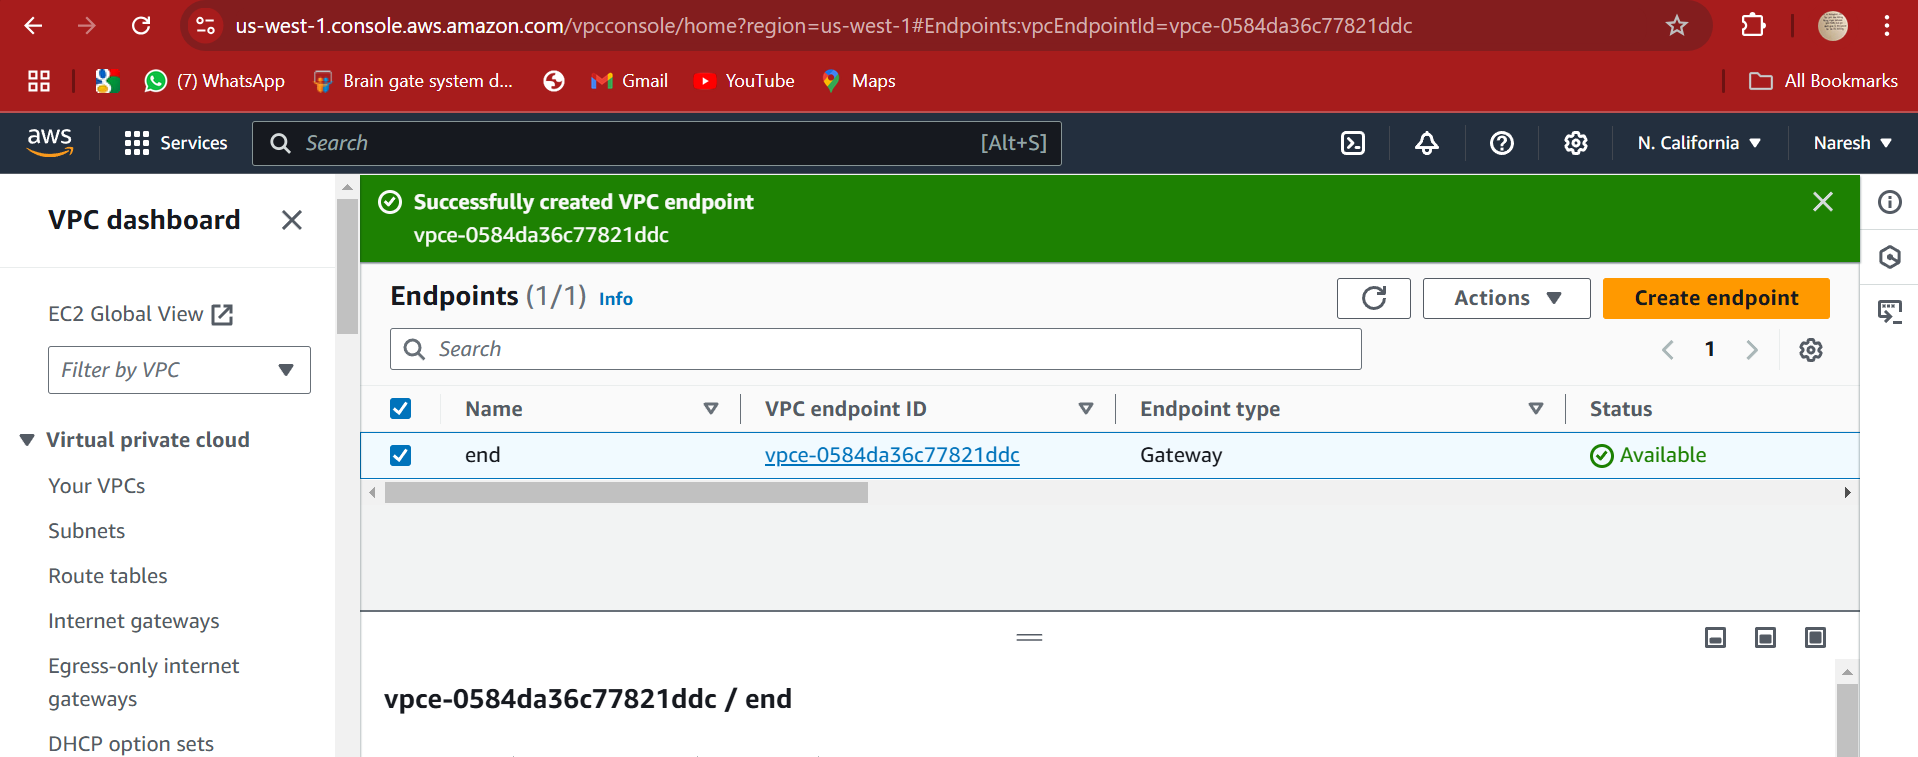 us-west-1.console.aws.amazon.com/vpcconsole/home?region=us-west-1#Endpoints:vpcEndpointId=vpce-0584da36c77821ddc
(7) WhatsApp Brain gate system d... Gmail YouTube Maps All Bookmarks
aws Services Search [Alt+S] N. California Naresh
VPC dashboard
EC2 Global View
Filter by VPC
Virtual private cloud
Your VPCs
Subnets
Route tables
Internet gateways
Egress-only internet
gateways
DHCP option sets
Successfully created VPC endpoint
vpce-0584da36c77821ddc
Endpoints (1/1) Info Actions Create endpoint
Search 1
Name VPC endpoint ID Endpoint type Status
end vpce-0584da36c77821ddc Gateway Available
vpce-0584da36c77821ddc / end